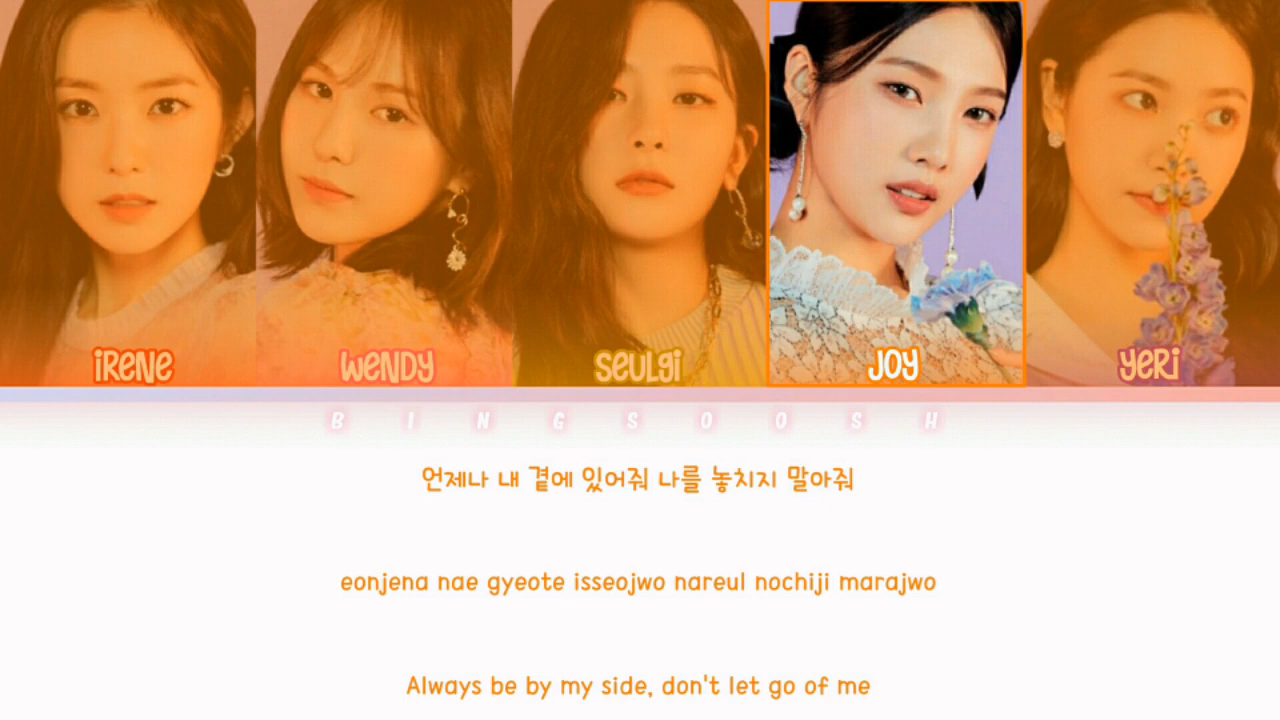 iRENE
WENDY
SEULGi
JOY
YERi
BINGSOOSH
언제나 내 곁에 있어줘 나를 놓치지 말아줘
eonjena nae gyeote isseojwo nareul nochiji marajwo
Always be by my side, don't let go of me